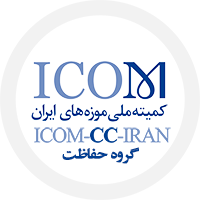 ICOM
کمیته ملی موزه‌های ایران
ICOM-CC-IRAN
گروه حفاظت